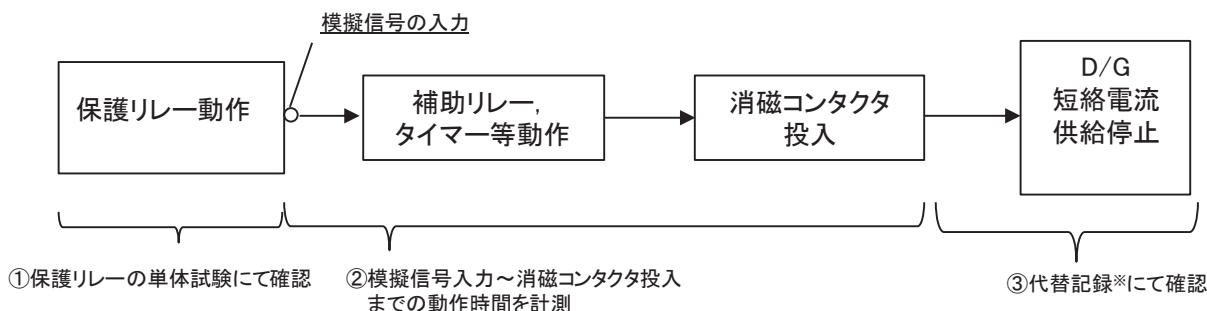 模擬信号の入力
保護リレー動作
補助リレー,
タイマー等動作
消磁コンタクタ
投入
D/G
短絡電流
供給停止
①保護リレーの単体試験にて確認
②模擬信号入力~消磁コンタクタ投入
までの動作時間を計測
③代替記録※にて確認